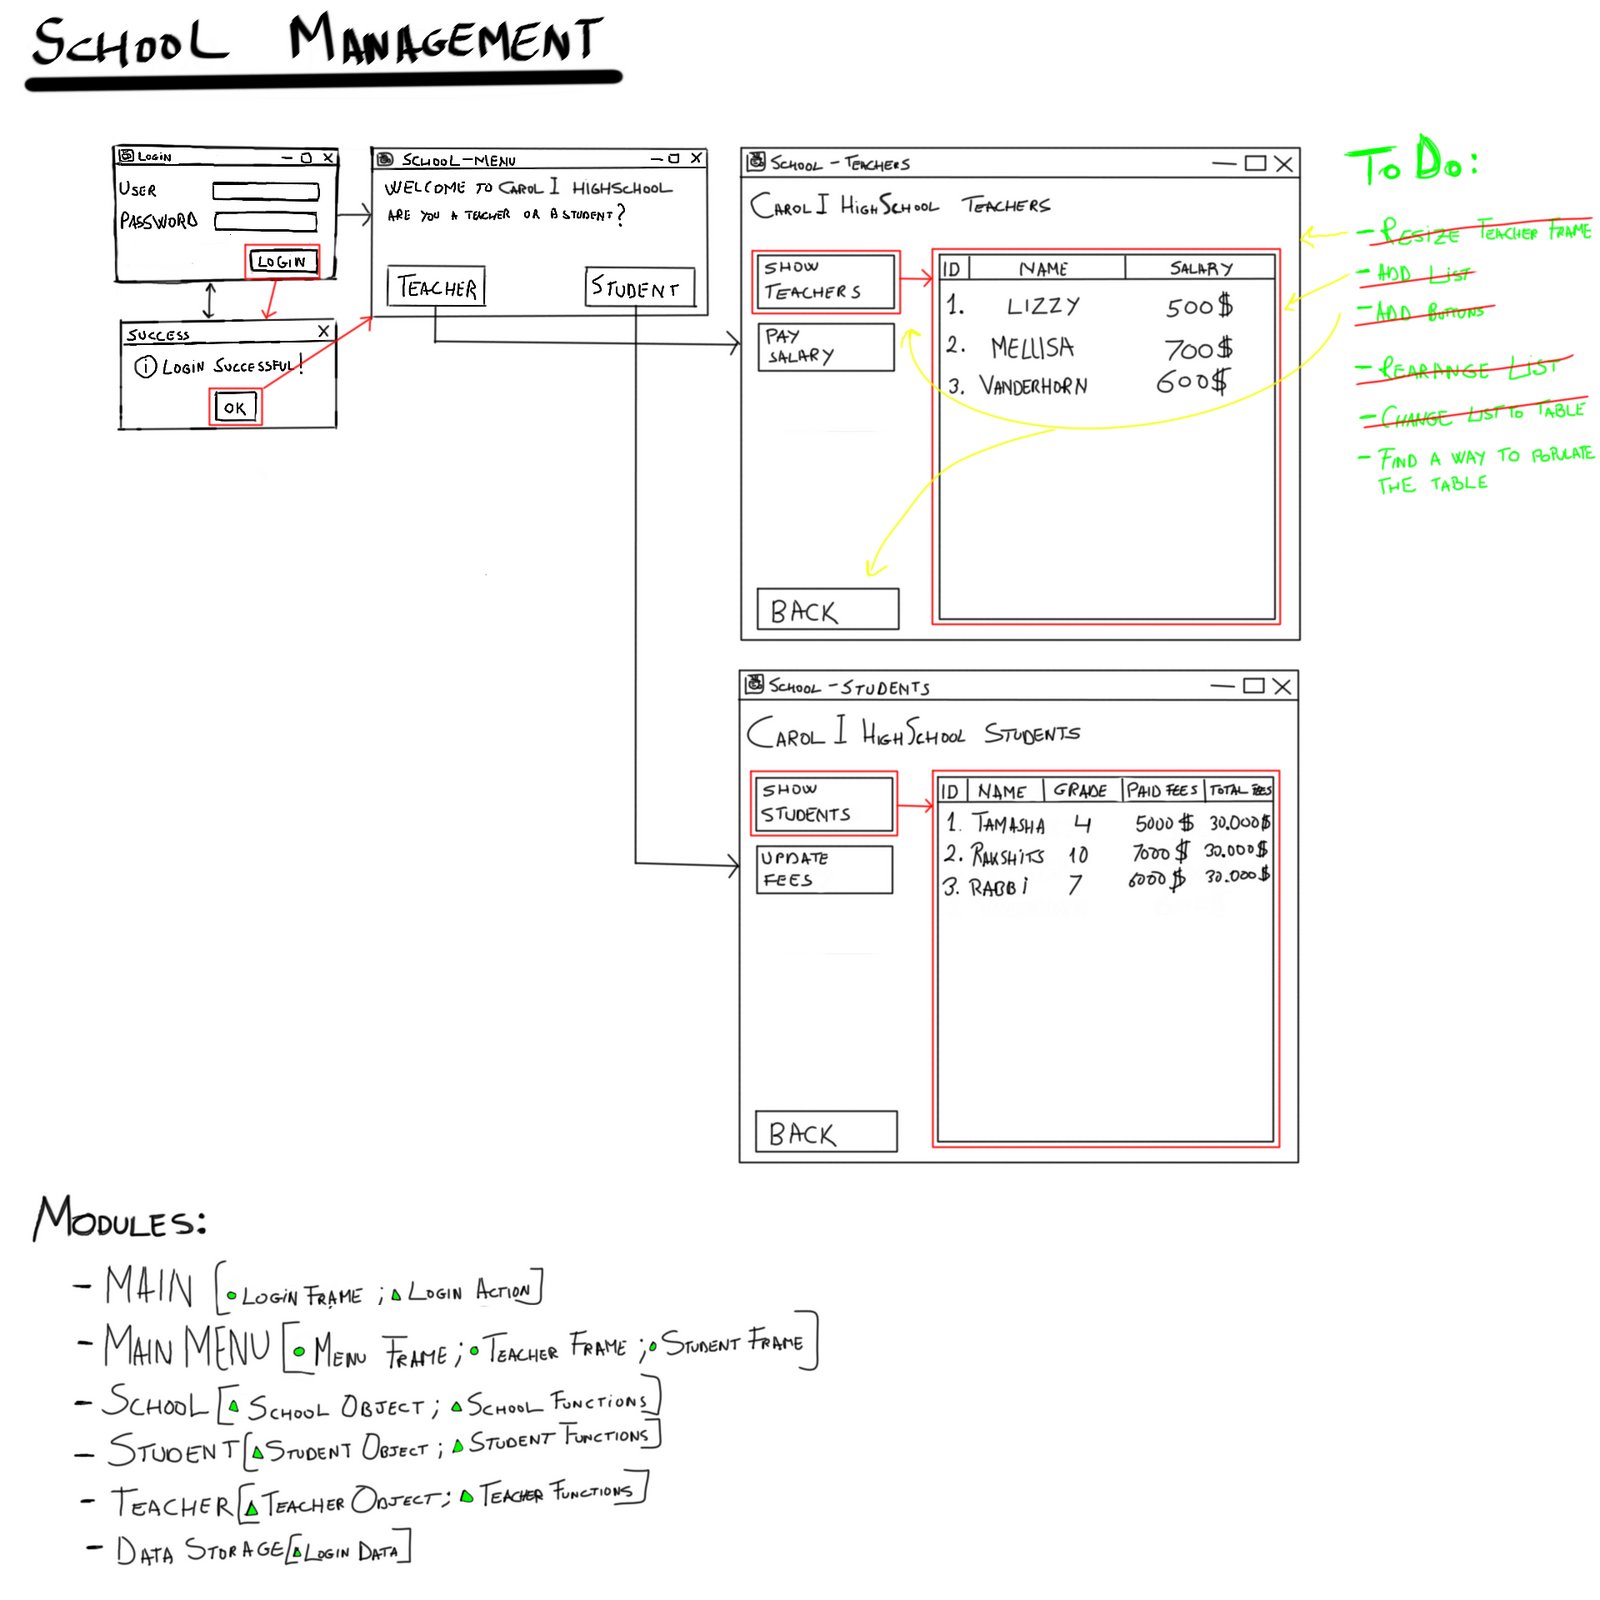 SCHOOL MANAGEMENT
LOGIN
USER
PASSWORD
LOGIN
SUCCESS X
i LOGIN SUCCESSFUL!
OK
SCHOOL-MENU
WELCOME TO CAROL I HIGHSCHOOL
ARE YOU A TEACHER OR A STUDENT?
TEACHER STUDENT
SCHOOL - TEACHERS
CAROL I HIGHSCHOOL TEACHERS
SHOW
TEACHERS
PAY
SALARY
BACK
ID NAME SALARY
1. LIZZY 500$
2. MELLISA 700$
3. VANDERHORN 600$
TO DO:
- RESIZE TEACHER FRAME
- ADD LIST
- ADD BUTTONS
- REARANGE LIST
- CHANGE LIST TO TABLE
- FIND A WAY TO POPULATE
THE TABLE
SCHOOL - STUDENTS
CAROL I HIGHSCHOOL STUDENTS
SHOW
STUDENTS
UPDATE
FEES
BACK
ID NAME GRADE PAID FEES TOTAL FEES
1. TAMASHA 4 5000$ 30.000$
2. RAKSHITS 10 7000$ 30.000$
3. RABBI 7 6000$ 30.000$
MODULES:
- MAIN [● LOGIN FRAME ; ▲ LOGIN ACTION]
- MAIN MENU [● MENU FRAME ; ● TEACHER FRAME ; ● STUDENT FRAME]
- SCHOOL [▲ SCHOOL OBJECT ; ▲ SCHOOL FUNCTIONS]
- STUDENT [▲ STUDENT OBJECT ; ▲ STUDENT FUNCTIONS]
- TEACHER [▲ TEACHER OBJECT ; ▲ TEACHER FUNCTIONS]
- DATA STORAGE [▲ LOGIN DATA]